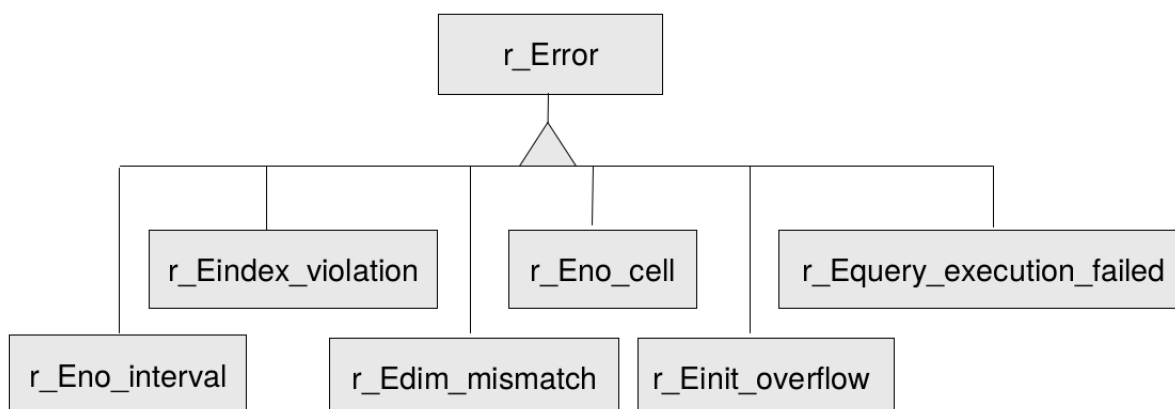 r_Error
r_Eindex_violation
r_Eno_cell
r_Equery_execution_failed
r_Eno_interval
r_Edim_mismatch
r_Einit_overflow